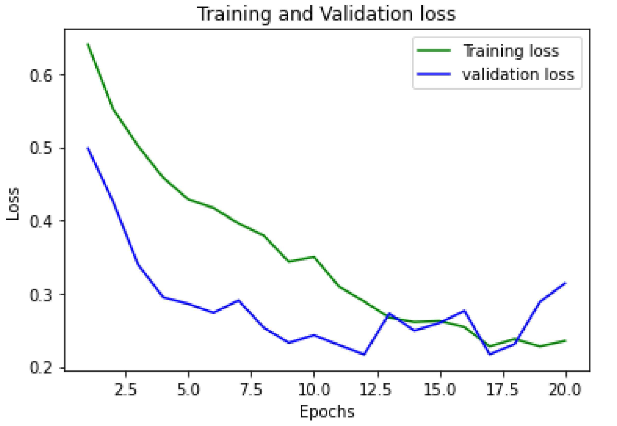 Training and Validation loss
Training loss
validation loss
0.6
0.5
0.4
0.3
0.2
Loss
2.5 5.0 7.5 10.0 12.5 15.0 17.5 20.0
Epochs